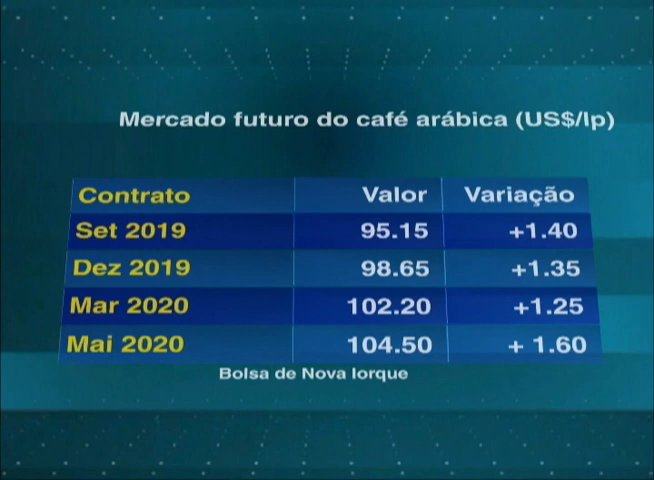 Mercado futuro do café arábica (US$/lp)
Contrato Valor Variação
Set 2019 95.15 +1.40
Dez 2019 98.65 +1.35
Mar 2020 102.20 +1.25
Mai 2020 104.50 + 1.60
Bolsa de Nova Iorque